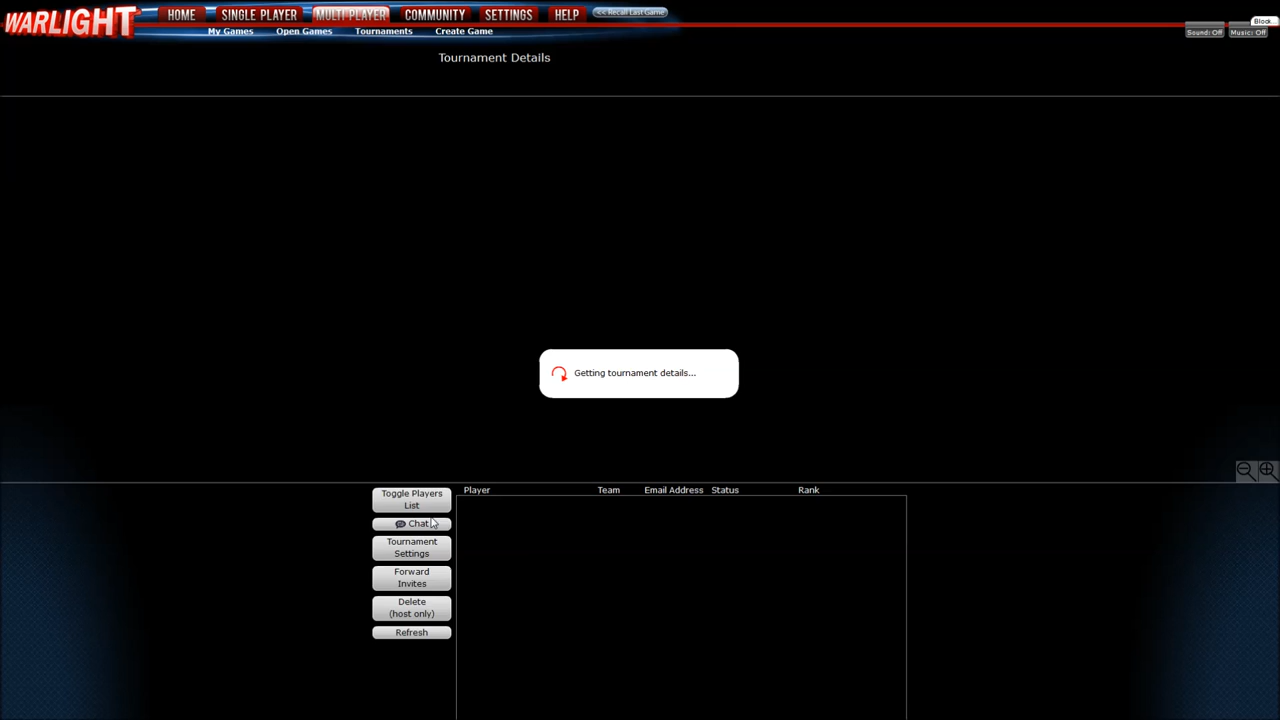 WARLIGHT
HOME SINGLE PLAYER MULTI PLAYER COMMUNITY SETTINGS HELP << Recall Last Game
Block
My Games Open Games Tournaments Create Game
Sound: Off Music: Off
Tournament Details
Getting tournament details...
Toggle Players
List
Chat
Tournament
Settings
Forward
Invites
Delete
(host only)
Refresh
Player Team Email Address Status Rank